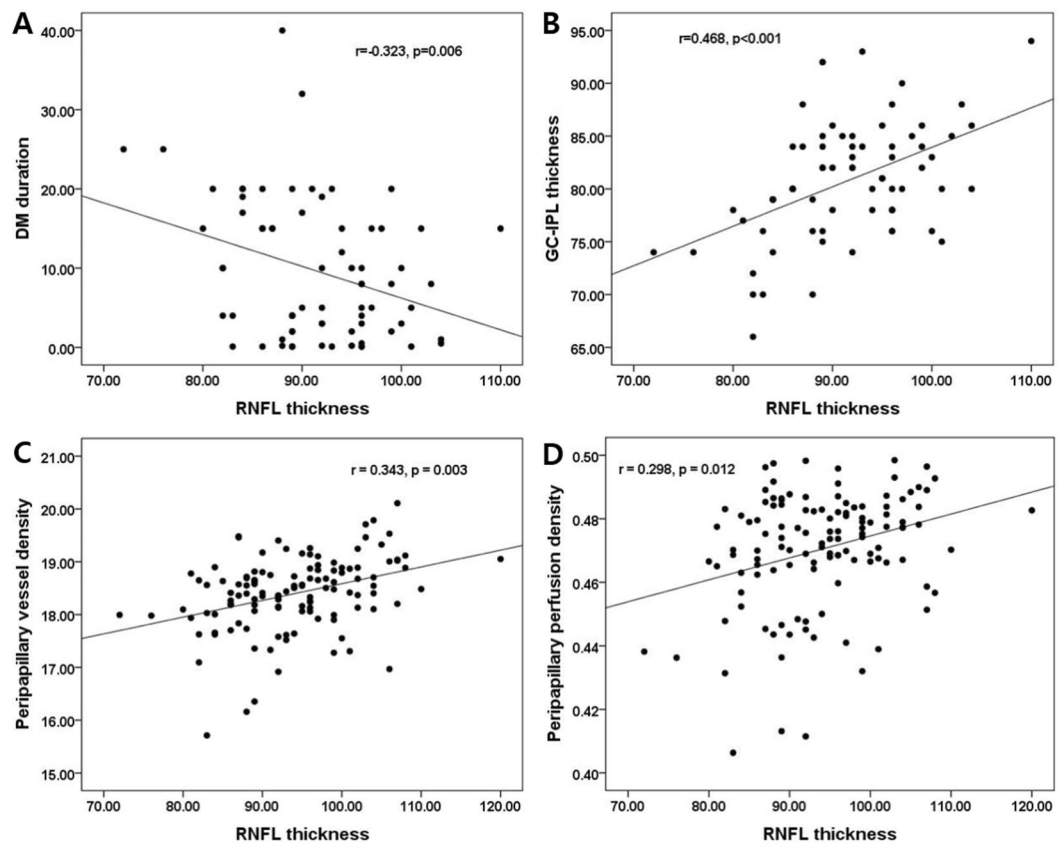 A
r=-0.323, p=0.006
40.00
30.00
20.00
10.00
0.00
DM duration
70.00 80.00 90.00 100.00 110.00
RNFL thickness
B
r=0.468, p<0.001
95.00
90.00
85.00
80.00
75.00
70.00
65.00
GC-IPL thickness
70.00 80.00 90.00 100.00 110.00
RNFL thickness
C
r = 0.343, p = 0.003
21.00
20.00
19.00
18.00
17.00
16.00
15.00
Peripapillary vessel density
70.00 80.00 90.00 100.00 110.00 120.00
RNFL thickness
D
r = 0.298, p = 0.012
0.50
0.48
0.46
0.44
0.42
0.40
Peripapillary perfusion density
70.00 80.00 90.00 100.00 110.00 120.00
RNFL thickness